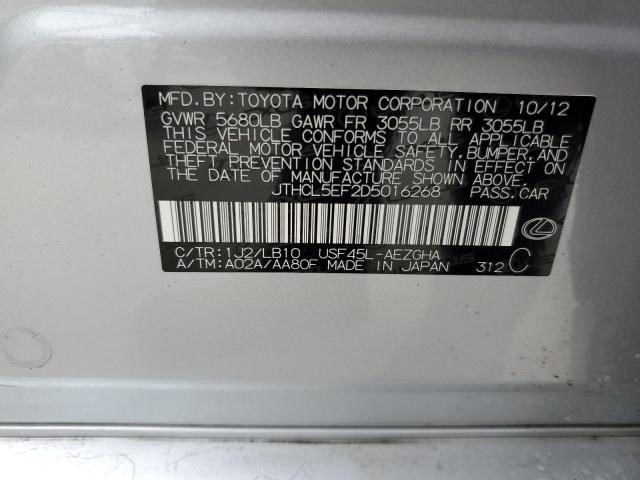 MFD. BY: TOYOTA MOTOR CORPORATION 10/12
GVWR 5680LB GAWR FR 3055LB RR 3055LB
THIS VEHICLE CONFORMS TO ALL APPLICABLE
FEDERAL MOTOR VEHICLE SAFETY, BUMPER, AND
THEFT PREVENTION STANDARDS IN EFFECT ON
THE DATE OF MANUFACTURE SHOWN ABOVE.
JTHCL5EF2D5016268 PASS. CAR
C/TR: 1J2/LB10 USF45L-AEZGHA
A/TM: A02A/AA80F MADE IN JAPAN 312 C